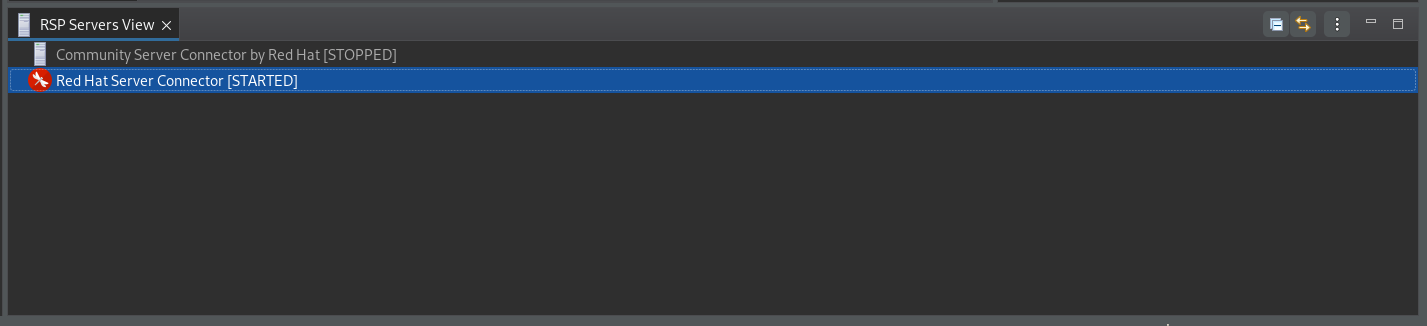 RSP Servers View
Community Server Connector by Red Hat [STOPPED]
Red Hat Server Connector [STARTED]